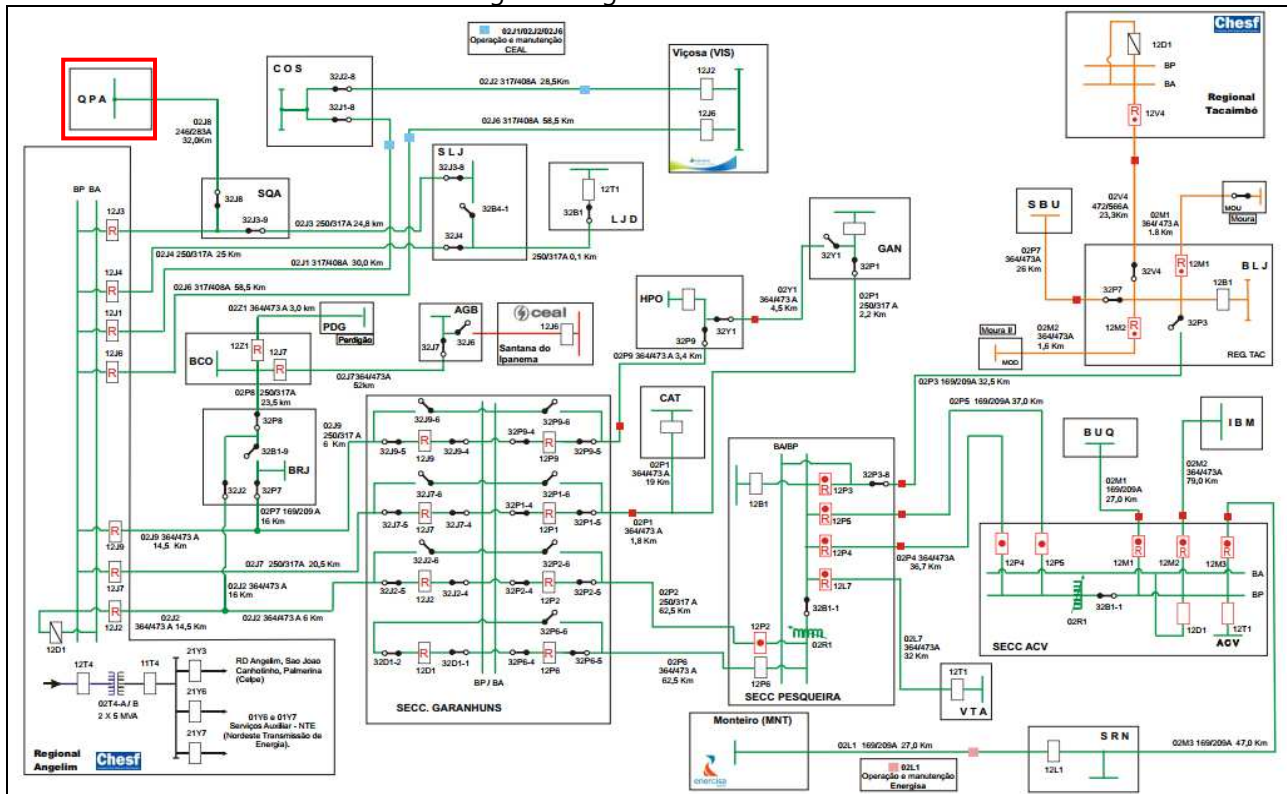 02J1/02J2/02J6
Operação e manutenção
CEAL
Viçosa (VIS)
12J2
12J6
Chesf
12D1
BP
BA
Regional
Tacaimbó
12V4
QPA
02J8
246/283A
32,0Km
COS
32J2-8
32J1-8
02J2 317/408A 28,5Km
02J6 317/408A 58,5 Km
SLJ
32J3-8
32B4-1
32J4
12T1
32B1
LJD
250/317A 0,1 Km
SQA
32J8
32J3-9
02J3 250/317A 24,8 km
02J4 250/317A 25 Km
02J1 317/408A 30,0 Km
02J6 317/408A 58,5 Km
BP BA
12J3
R
12J4
R
12J1
R
12J6
R
12J9
R
12J7
R
12J2
R
12D1
02Z1 364/473A 3,0 km
PDG
Perdigão
BCO
12Z1
R
12J7
R
AGB
32J7
32J6
ceal
12J6
Santana do
Ipanema
02J7364/473A
52km
02P8 250/317A
23,5 km
32P8
32B1-9
BRJ
32J2
32P7
02P7 169/209A
16 Km
02J9
250/317 A
6 Km
02J9 364/473 A
14,5 Km
02J7 250/317A 20,5 Km
02J2 364/473A
16 Km
02J2
364/473 A 14,5 Km
02J2 364/473A 6 Km
12T4
11T4
02T4-A / B
2 X 5 MVA
21Y3
21Y6
21Y7
RD Angelim, Sao Joao
Canhotinho, Palmerina
(Celpe)
01Y6 e 01Y7
Serviços Auxiliar - NTE
(Nordeste Transmissão de
Energia).
Regional
Angelim
Chesf
32J9-6
32P9-6
32J9-5
R
12J9
32J9-4
32P9-4
R
12P9
32P9-5
32J7-6
32P1-6
32J7-5
R
12J7
32J7-4
32P1-4
R
12P1
32P1-5
32J2-6
32P2-6
32J2-5
R
12J2
32J2-4
32P2-4
R
12P2
32P2-5
32P6-6
32D1-2
R
12D1
32D1-1
32P6-4
R
12P6
32P6-5
BP / BA
SECC. GARANHUNS
HPO
32P9
32Y1
02P9 364/473A 3,4 Km
02Y1
364/473 A
4,5 Km
GAN
32Y1
32P1
02P1
250/317 A
2,2 Km
CAT
02P1
364/473 A
19 Km
02P1
364/473 A
1,8 Km
02P2
250/317 A
62,5 Km
02P6
364/473 A
62,5 Km
BA/BP
12B1
R
12P3
32P3-8
R
12P5
12P4
R
12L7
32B1-1
02R1
12P2
12P6
SECC PESQUEIRA
02V4
472/566A
23,3Km
SBU
02P7
364/473A
26 Km
02M1
364/473 A
1.8 Km
MOU
Moura
R
12M1
32V4
32P7
12B1
BLJ
R
12M2
32P3
REG. TAC
02M2
364/473A
1,6 Km
Moura II
MOD
02P3 169/209A 32,5 Km
02P5 169/209A 37,0 Km
02P4 364/473A
36,7 Km
02L7
364/473A
32 Km
12T1
VTA
BUQ
02M1
169/209A
27,0 Km
IBM
02M2
364/473A
79,0 Km
12P4
12P5
12M1
R
12M2
R
12M3
R
BA
BP
02R1
32B1-1
12D1
12T1
ACV
SECC ACV
Monteiro (MNT)
energisa
02L1 169/209A 27,0 Km
02L1
Operação e manutenção
Energisa
SRN
12L1
02M3 169/209A 47,0 Km